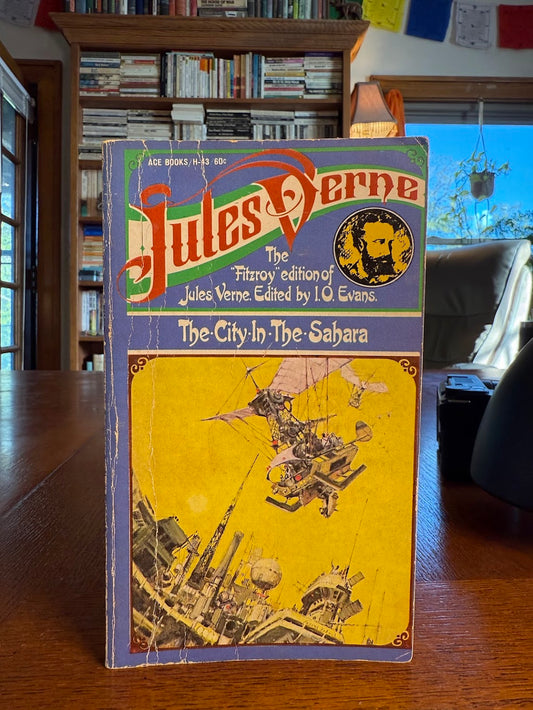 ACE BOOKS/H-43 60¢
Jules Verne
The
"Fitzroy" edition of
Jules Verne. Edited by I.O. Evans.
The·City·In·The·Sahara